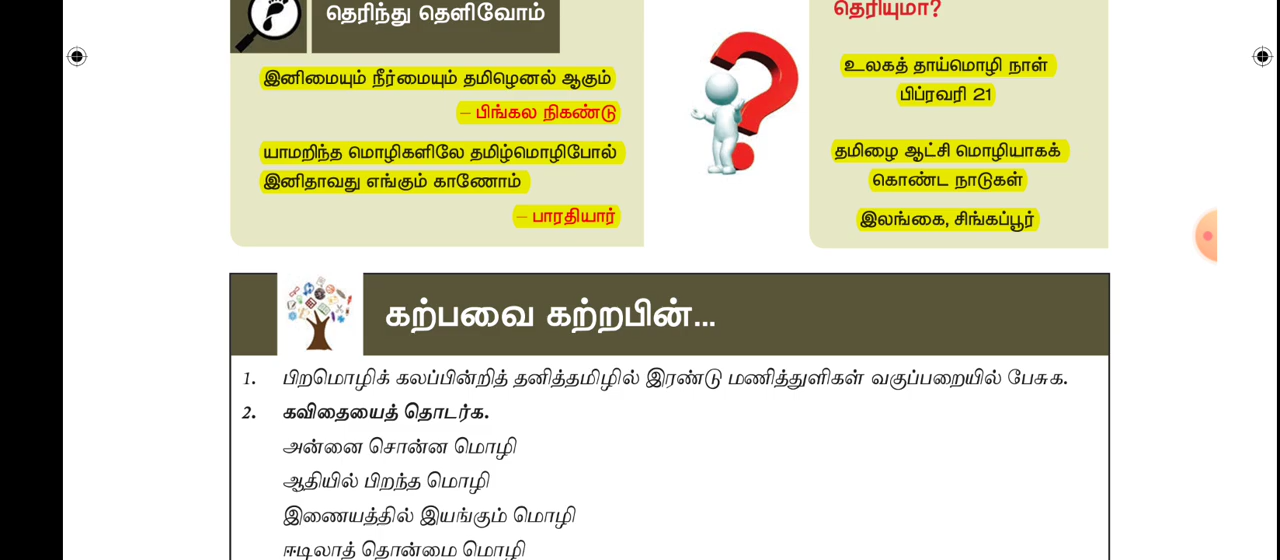 தெரிந்து தெளிவோம்
இனிமையும் நீர்மையும் தமிழெனல் ஆகும்
– பிங்கல நிகண்டு
யாமறிந்த மொழிகளிலே தமிழ்மொழிபோல்
இனிதாவது எங்கும் காணோம்
– பாரதியார்
தெரியுமா?
உலகத் தாய்மொழி நாள்
பிப்ரவரி 21
தமிழை ஆட்சி மொழியாகக்
கொண்ட நாடுகள்
இலங்கை, சிங்கப்பூர்
கற்பவை கற்றபின்...
1. பிறமொழிக் கலப்பின்றித் தனித்தமிழில் இரண்டு மணித்துளிகள் வகுப்பறையில் பேசுக.
2. கவிதையைத் தொடர்க.
அன்னை சொன்ன மொழி
ஆதியில் பிறந்த மொழி
இணையத்தில் இயங்கும் மொழி
ஈடிலாத் தொன்மை மொழி